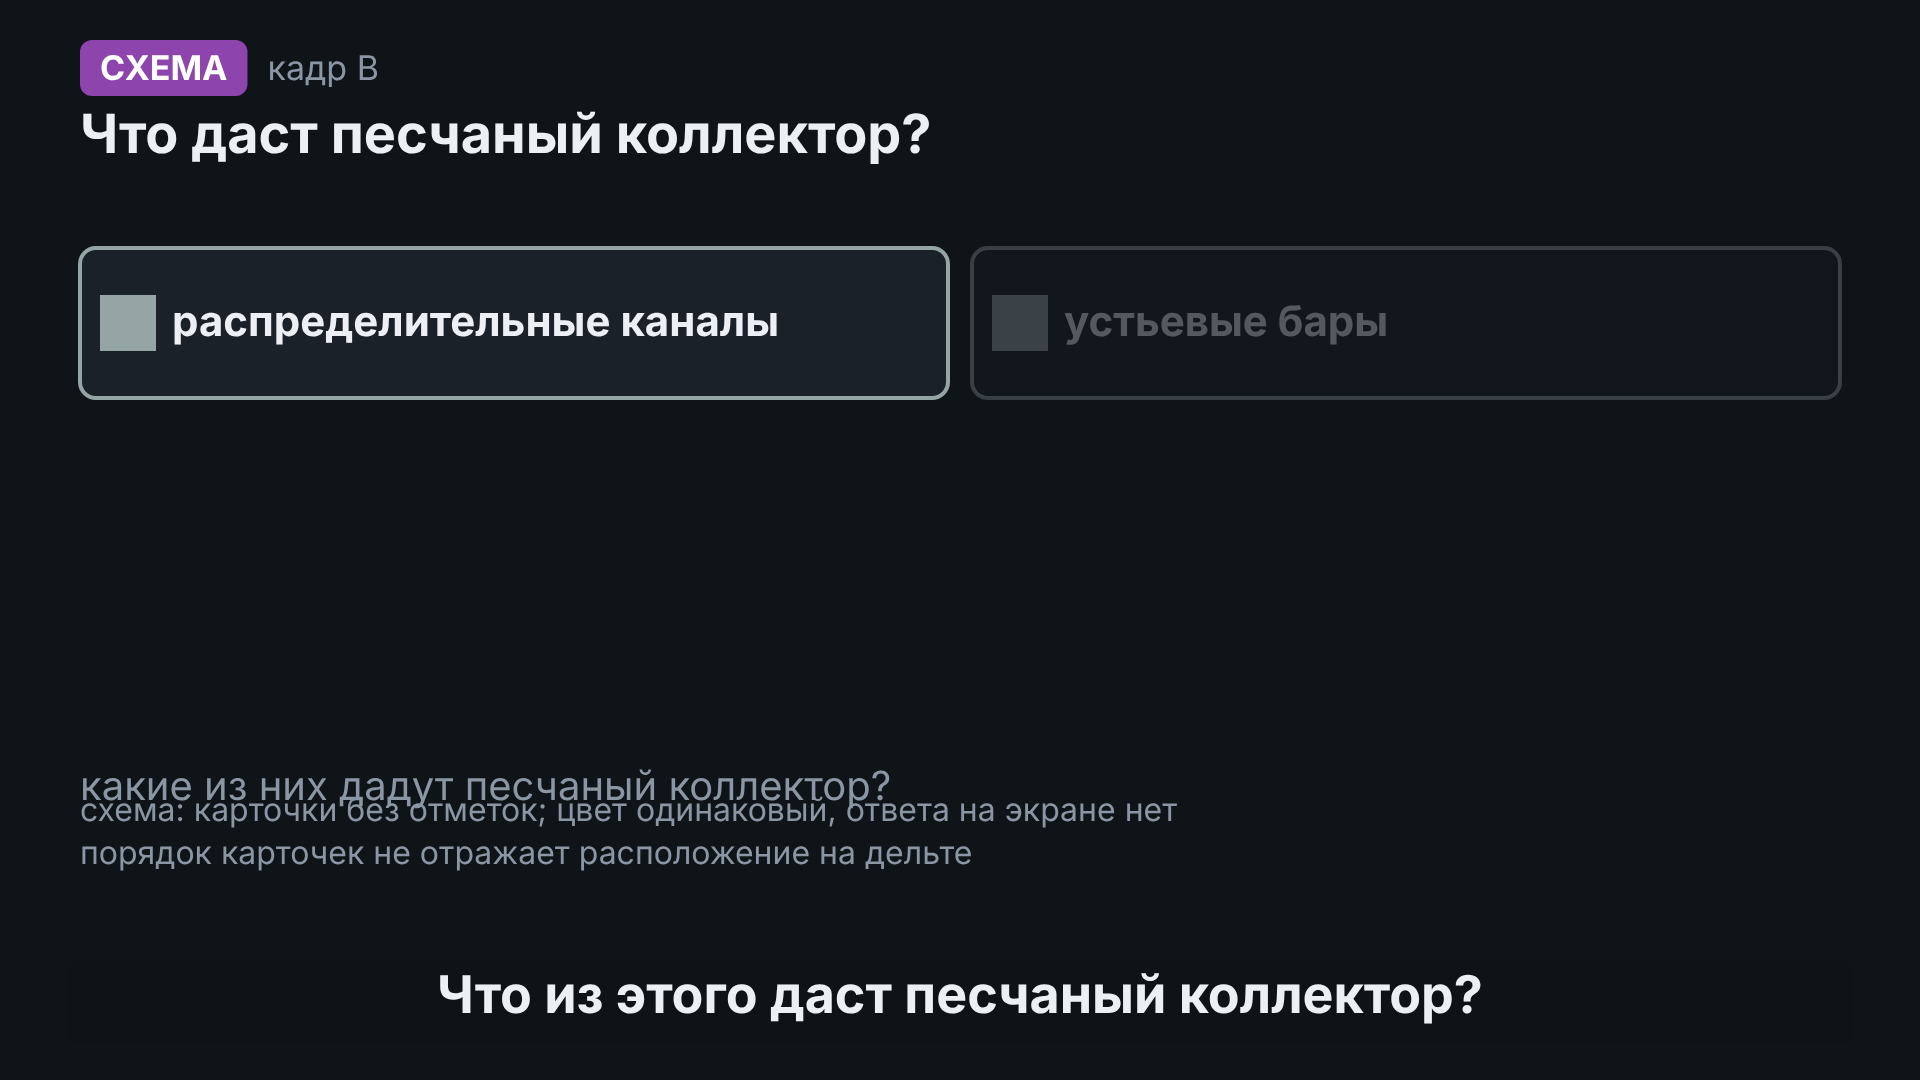 СХЕМА кадр B
Что даст песчаный коллектор?
распределительные каналы
устьевые бары
какие из них дадут песчаный коллектор?
схема: карточки без отметок; цвет одинаковый, ответа на экране нет
порядок карточек не отражает расположение на дельте
Что из этого даст песчаный коллектор?